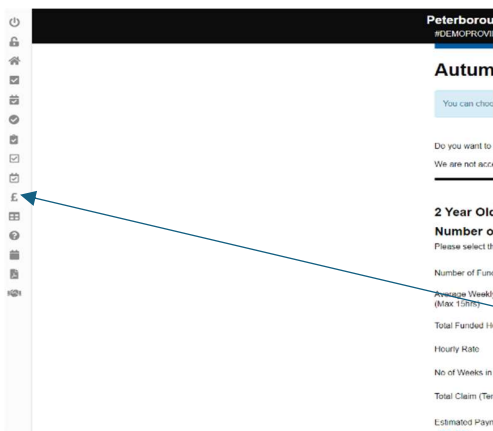 Peterborou
#DEMOPROVI
Autum
You can choo
Do you want to
We are not acce
£
2 Year Old
Number o
Please select th
Number of Fund
Average Weekly
(Max 15hrs)
Total Funded H
Hourly Rate
No of Weeks in
Total Claim (Ter
Estimated Paym